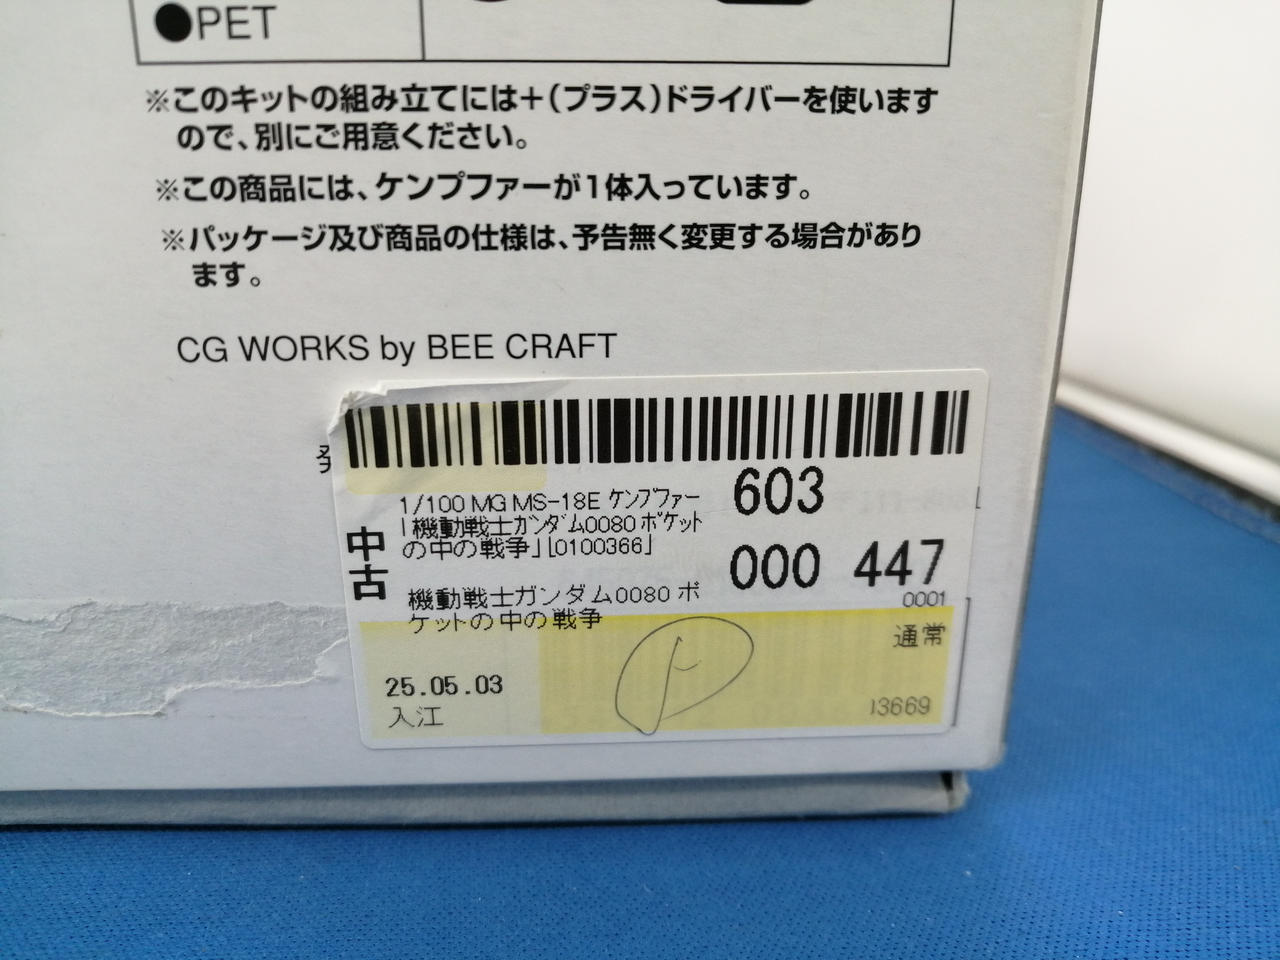 ●PET
※このキットの組み立てには＋(プラス)ドライバーを使います
ので、別にご用意ください。
※この商品には、ケンプファーが1体入っています。
※パッケージ及び商品の仕様は、予告無く変更する場合があり
ます。
CG WORKS by BEE CRAFT
中古
1/100 MG MS-18E ケンプファー
「機動戦士ガンダム0080 ポケット
の中の戦争」[0100366]
603
000 447
機動戦士ガンダム0080 ポ
ケットの中の戦争
0001
通常
25.05.03
入江
13669